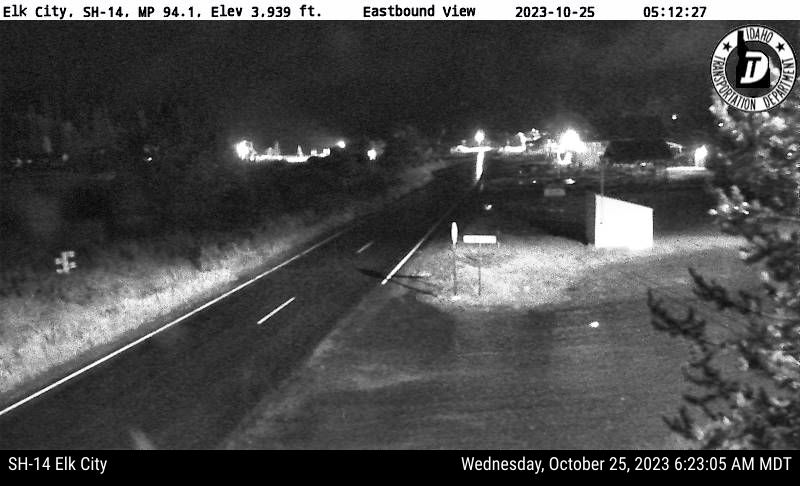 Elk City, SH-14, MP 94.1, Elev 3,939 ft. Eastbound View 2023-10-25 05:12:27
IDAHO
TRANSPORTATION DEPARTMENT
SH-14 Elk City Wednesday, October 25, 2023 6:23:05 AM MDT